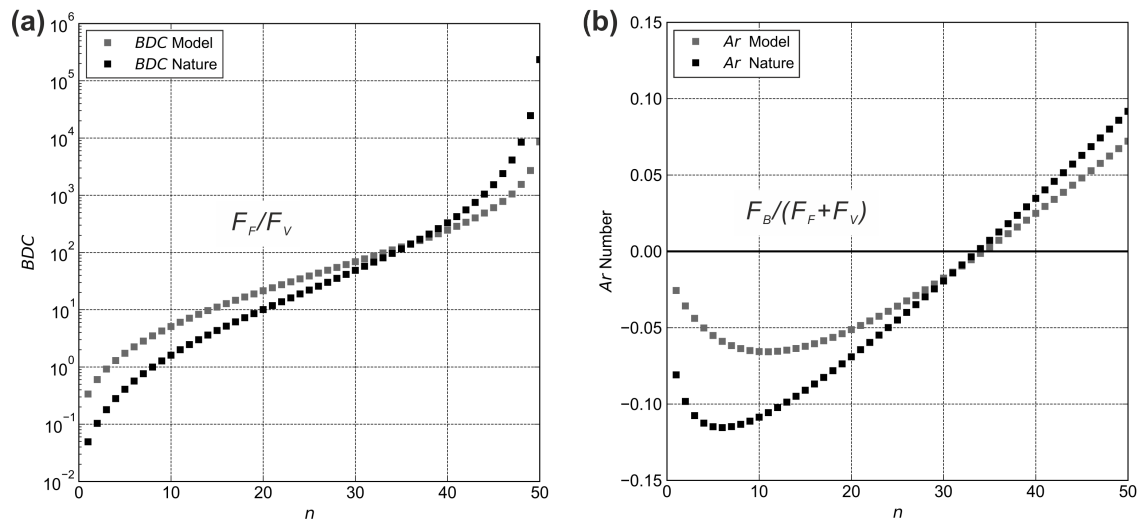 (a)
10^6
10^5
10^4
10^3
10^2
10^1
10^0
10^-1
10^-2
BDC
BDC Model
BDC Nature
F_F/F_V
0 10 20 30 40 50
n
(b)
0.15
0.10
0.05
0.00
−0.05
−0.10
−0.15
Ar Number
Ar Model
Ar Nature
F_B/(F_F+F_V)
0 10 20 30 40 50
n